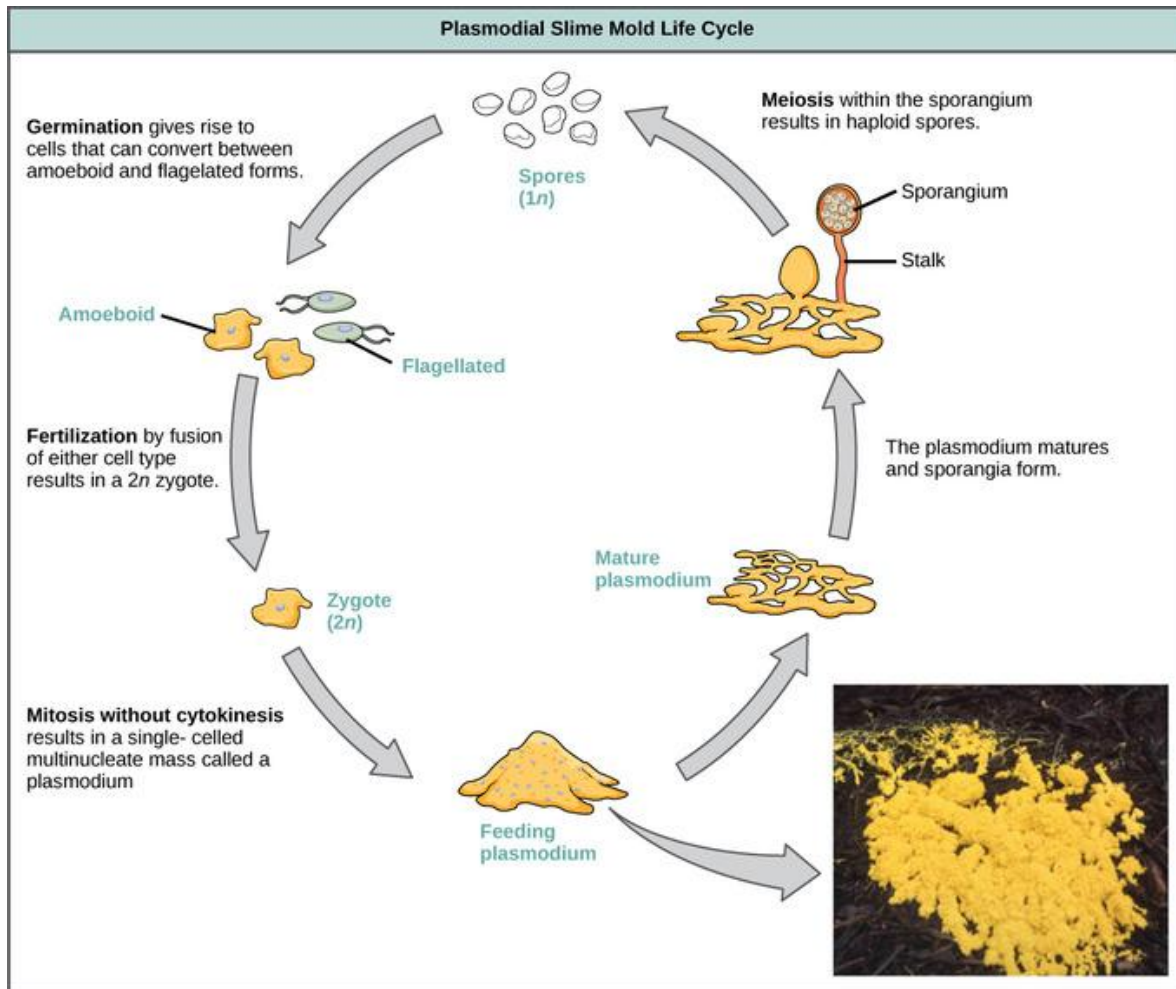 Plasmodial Slime Mold Life Cycle
Germination gives rise to
cells that can convert between
amoeboid and flagelated forms.
Spores
(1n)
Meiosis within the sporangium
results in haploid spores.
Sporangium
Stalk
Amoeboid
Flagellated
Fertilization by fusion
of either cell type
results in a 2n zygote.
The plasmodium matures
and sporangia form.
Zygote
(2n)
Mature
plasmodium
Mitosis without cytokinesis
results in a single- celled
multinucleate mass called a
plasmodium
Feeding
plasmodium